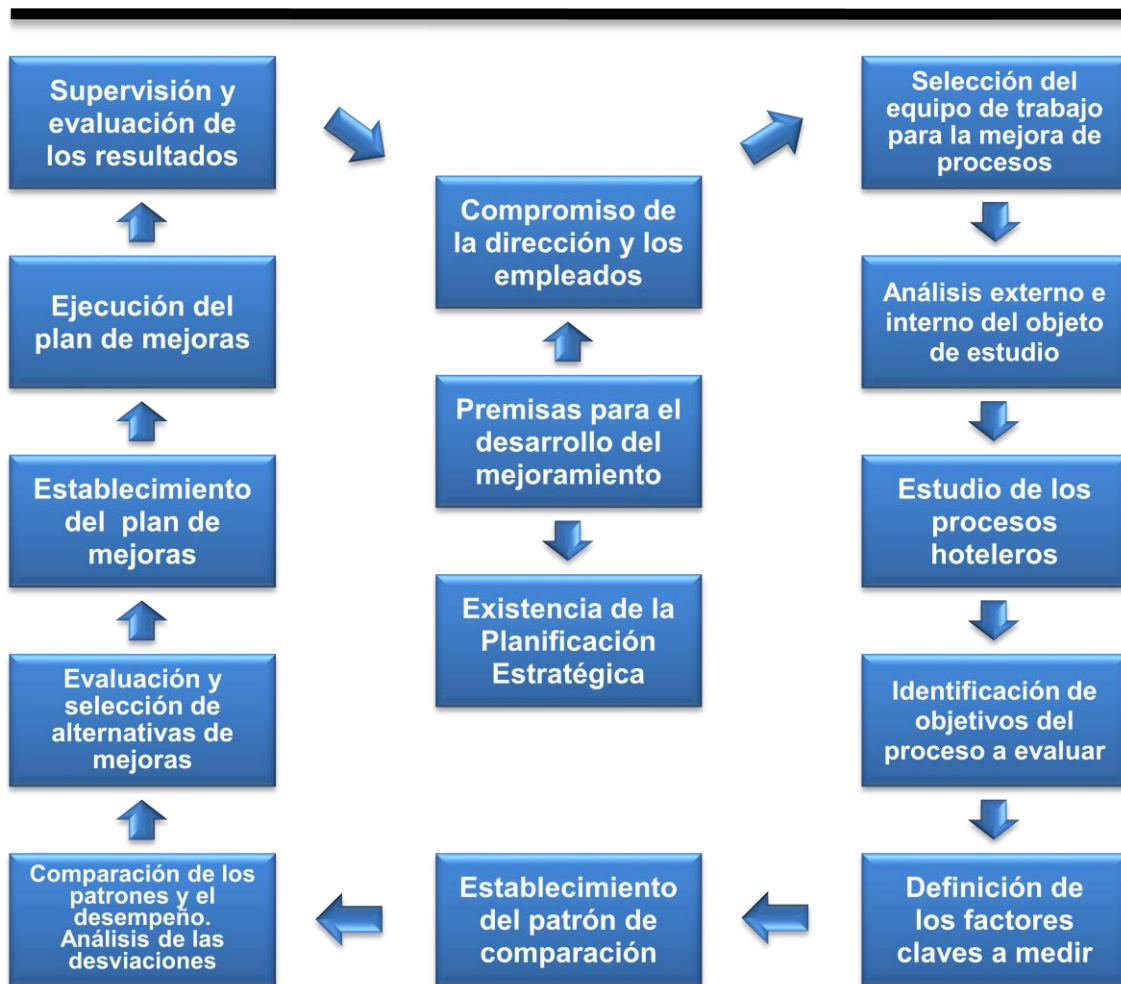 Supervisión y
evaluación de
los resultados
Compromiso de
la dirección y los
empleados
Selección del
equipo de trabajo
para la mejora de
procesos
Ejecución del
plan de mejoras
Premisas para el
desarrollo del
mejoramiento
Análisis externo e
interno del objeto
de estudio
Establecimiento
del plan de
mejoras
Existencia de la
Planificación
Estratégica
Estudio de los
procesos
hoteleros
Evaluación y
selección de
alternativas de
mejoras
Identificación de
objetivos del
proceso a evaluar
Comparación de los
patrones y el
desempeño.
Análisis de las
desviaciones
Establecimiento
del patrón de
comparación
Definición de
los factores
claves a medir